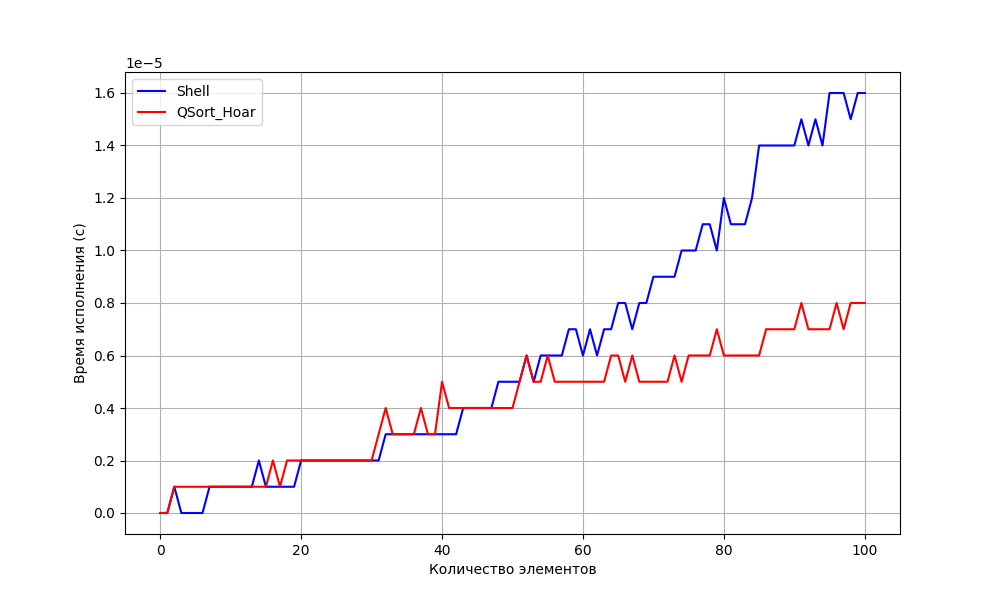 1e−5
Shell
QSort_Hoar
1.6
1.4
1.2
1.0
0.8
0.6
0.4
0.2
0.0
Время исполнения (с)
0 20 40 60 80 100
Количество элементов